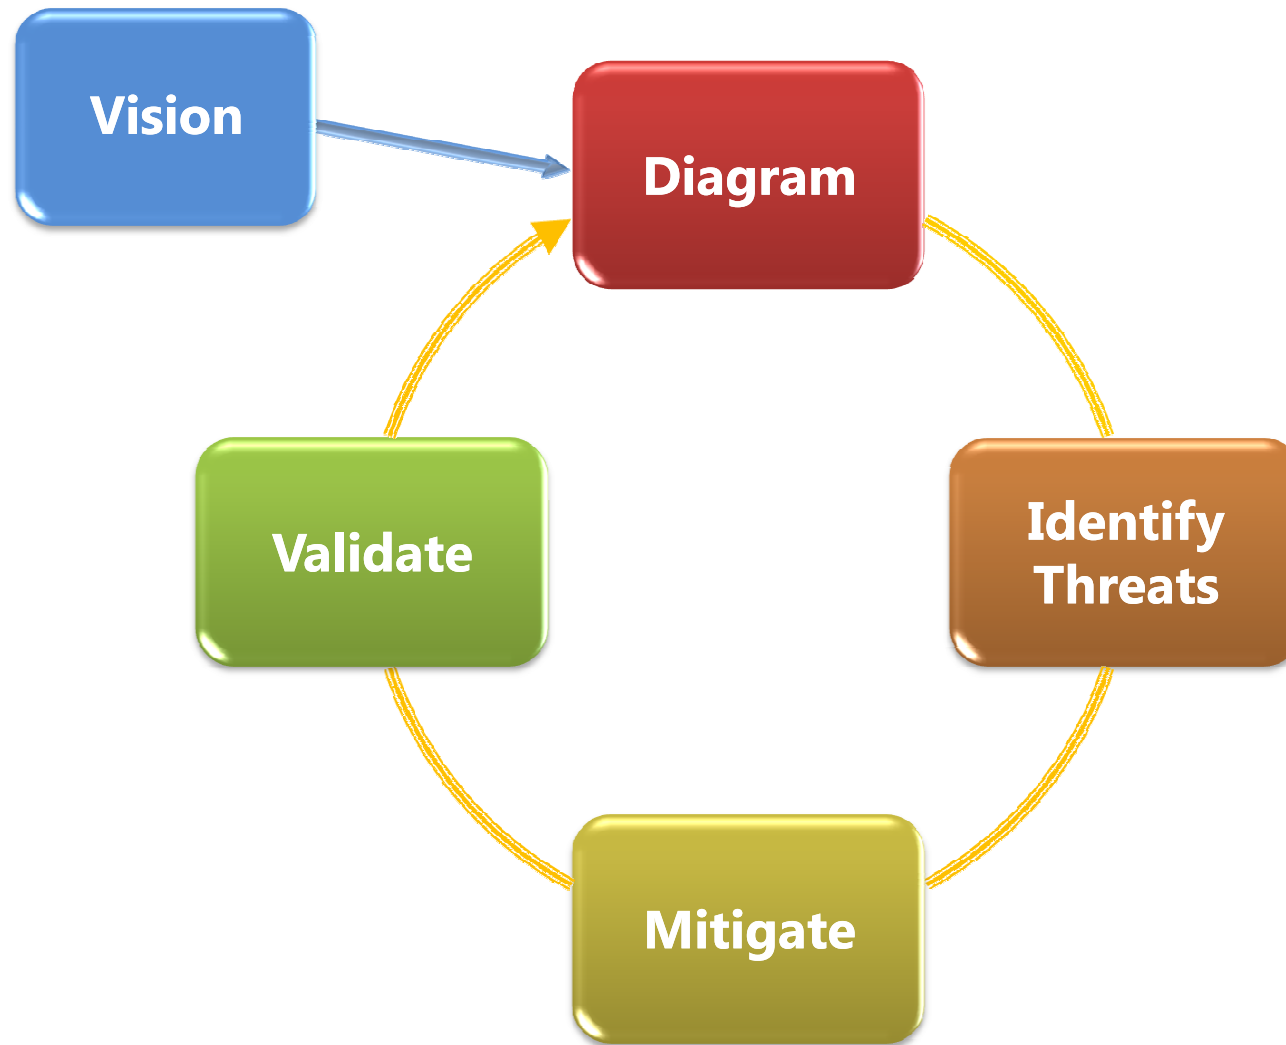 Vision
Diagram
Identify
Threats
Mitigate
Validate